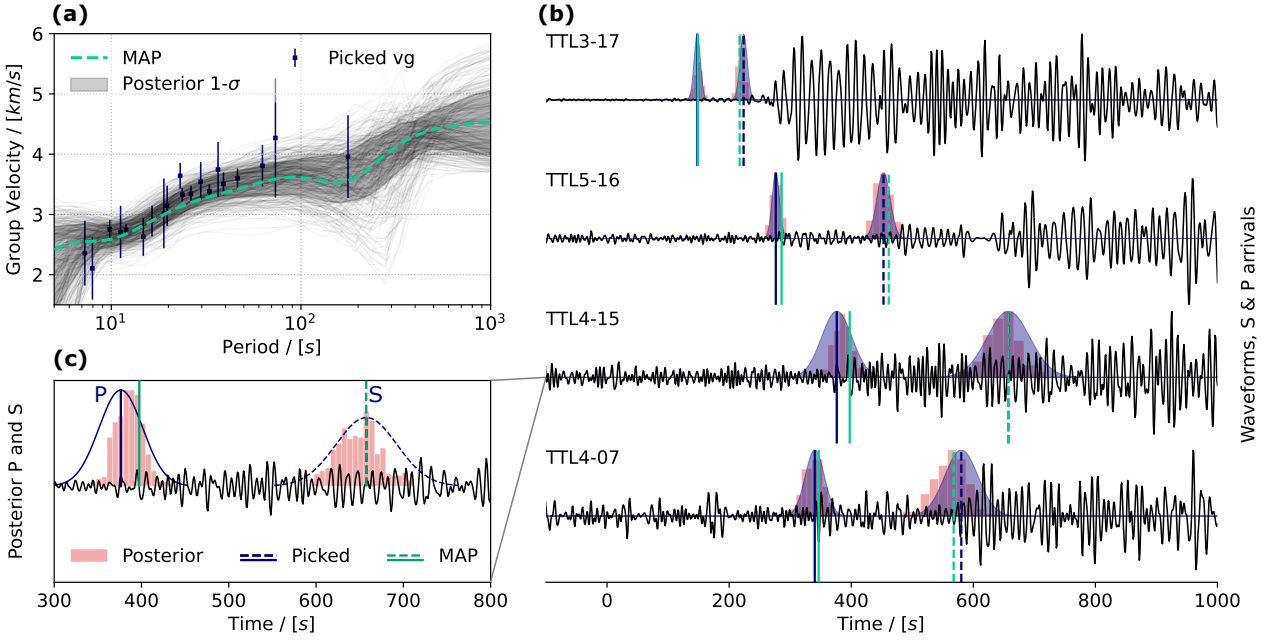 (a)
6
5
4
3
2
Group Velocity / [km/s]
MAP
Posterior 1-σ
Picked vg
10¹
10²
10³
Period / [s]
(b)
TTL3-17
TTL5-16
TTL4-15
TTL4-07
0
200
400
600
800
1000
Time / [s]
Waveforms, S & P arrivals
(c)
Posterior P and S
P
S
Posterior
Picked
MAP
300
400
500
600
700
800
Time / [s]